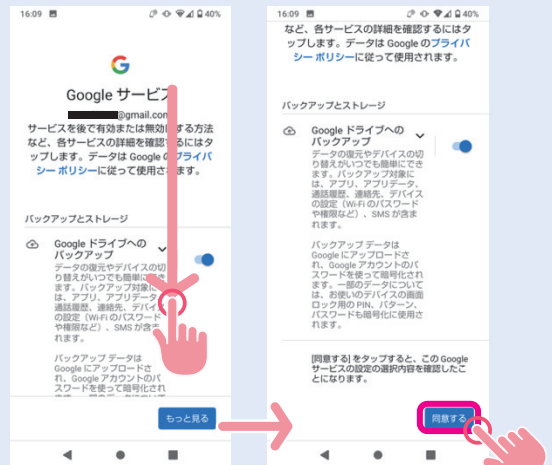 16:09
40%
Google サービス
@gmail.com
サービスを後で有効または無効にする方法
など、各サービスの詳細を確認するにはタ
ップします。データは Google のプライバ
シー ポリシーに従って使用されます。
バックアップとストレージ
Google ドライブへの
バックアップ
データの復元やデバイスの切
り替えがいつでも簡単にでき
ます。バックアップ対象に
は、アプリ、アプリデータ、
通話履歴、連絡先、デバイス
の設定（Wi-Fi のパスワード
や権限など）、SMS が含ま
れます。
バックアップ データは
Google にアップロードさ
れ、Google アカウントのパ
スワードを使って暗号化され
もっと見る
16:09
40%
など、各サービスの詳細を確認するにはタ
ップします。データは Google のプライバ
シー ポリシーに従って使用されます。
バックアップとストレージ
Google ドライブへの
バックアップ
データの復元やデバイスの切
り替えがいつでも簡単にでき
ます。バックアップ対象に
は、アプリ、アプリデータ、
通話履歴、連絡先、デバイス
の設定（Wi-Fi のパスワード
や権限など）、SMS が含ま
れます。
バックアップ データは
Google にアップロードさ
れ、Google アカウントのパ
スワードを使って暗号化され
ます。一部のデータについて
は、お使いのデバイスの画面
ロック用の PIN、パターン、
パスワードも暗号化に使用さ
れます。
[同意する] をタップすると、この Google
サービスの設定の選択内容を確認したこ
とになります。
同意する